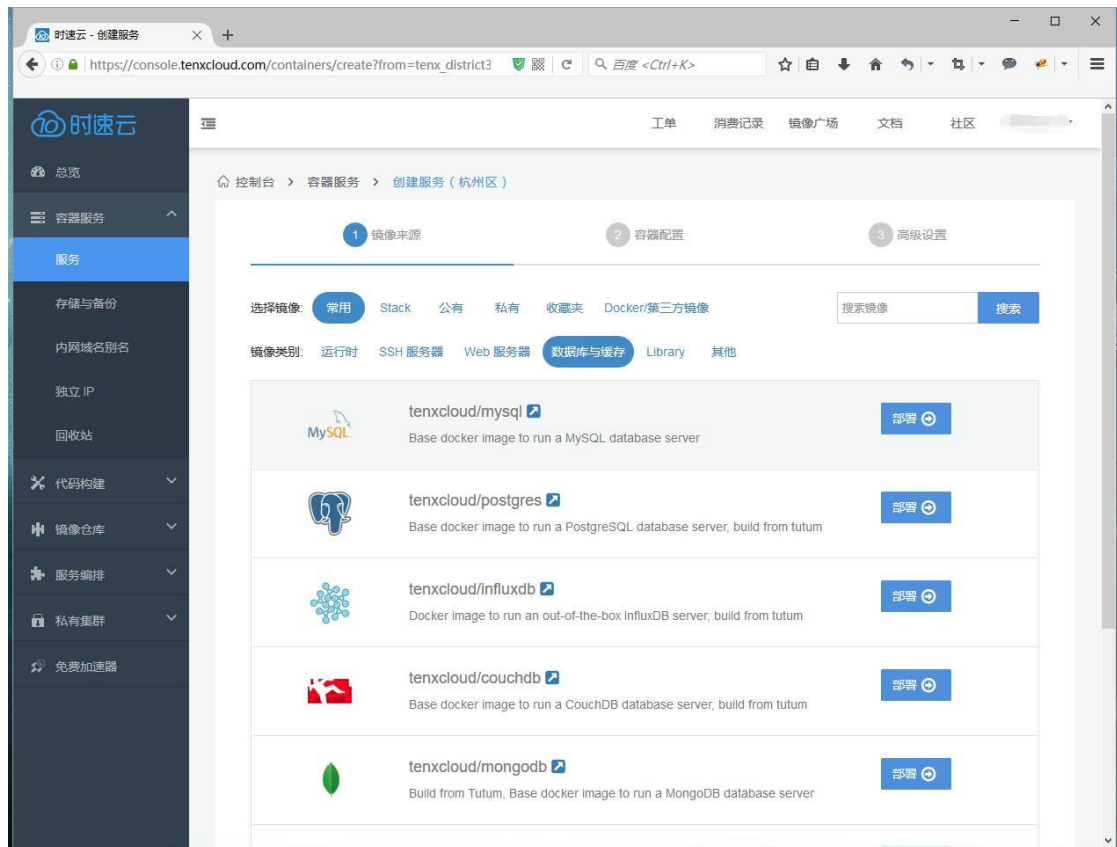 时速云 - 创建服务
https://console.tenxcloud.com/containers/create?from=tenx_district3
百度 <Ctrl+K>
时速云
工单 消费记录 镜像广场 文档 社区
总览
控制台 > 容器服务 > 创建服务（杭州区）
容器服务
1 镜像来源 2 容器配置 3 高级设置
服务
存储与备份
选择镜像: 常用 Stack 公有 私有 收藏夹 Docker/第三方镜像 搜索镜像 搜索
内网域名别名
镜像类别: 运行时 SSH 服务器 Web 服务器 数据库与缓存 Library 其他
独立 IP
回收站
代码构建
镜像仓库
服务编排
私有集群
免费加速器
MySQL
tenxcloud/mysql
Base docker image to run a MySQL database server
部署
tenxcloud/postgres
Base docker image to run a PostgreSQL database server, build from tutum
部署
tenxcloud/influxdb
Docker image to run an out-of-the-box InfluxDB server, build from tutum
部署
tenxcloud/couchdb
Base docker image to run a CouchDB database server, build from tutum
部署
tenxcloud/mongodb
Build from Tutum, Base docker image to run a MongoDB database server
部署